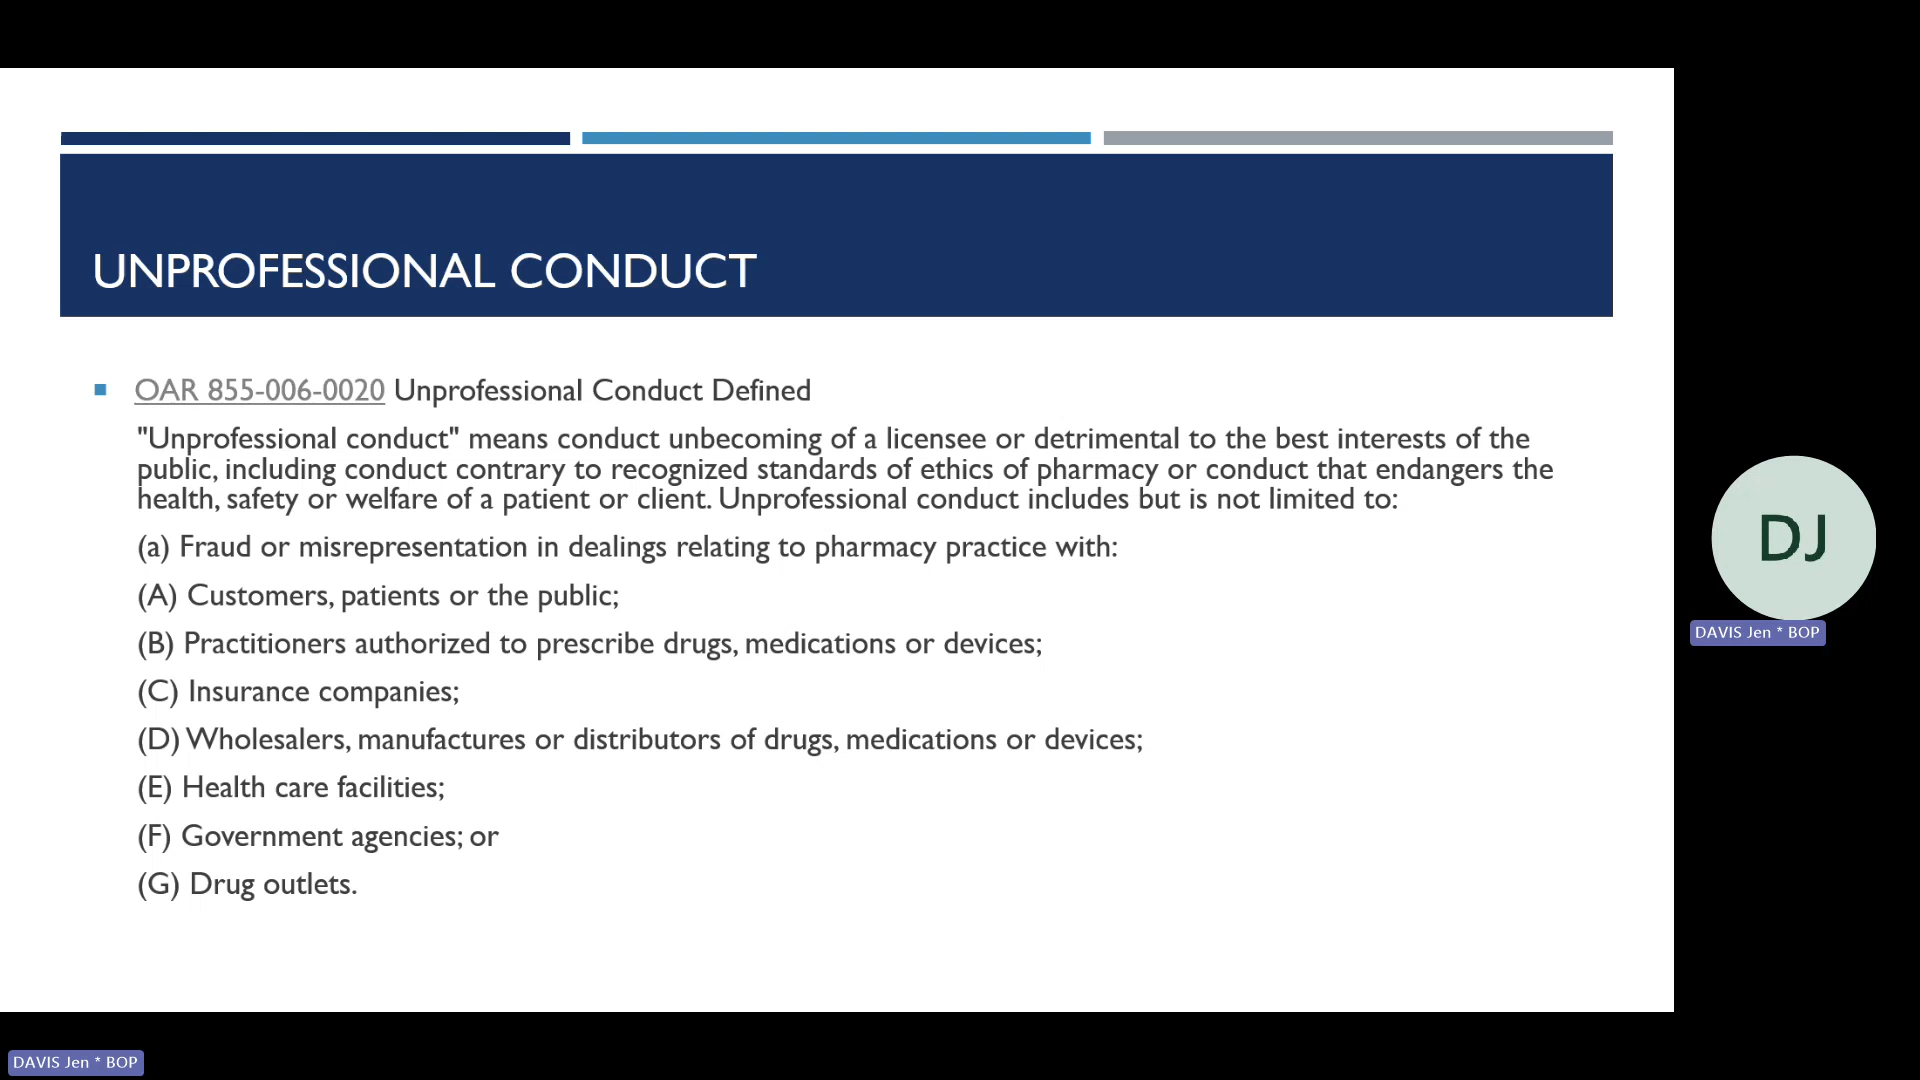 UNPROFESSIONAL CONDUCT
OAR 855-006-0020 Unprofessional Conduct Defined
"Unprofessional conduct" means conduct unbecoming of a licensee or detrimental to the best interests of the
public, including conduct contrary to recognized standards of ethics of pharmacy or conduct that endangers the
health, safety or welfare of a patient or client. Unprofessional conduct includes but is not limited to:
(a) Fraud or misrepresentation in dealings relating to pharmacy practice with:
(A) Customers, patients or the public;
(B) Practitioners authorized to prescribe drugs, medications or devices;
(C) Insurance companies;
(D) Wholesalers, manufactures or distributors of drugs, medications or devices;
(E) Health care facilities;
(F) Government agencies; or
(G) Drug outlets.
DJ
DAVIS Jen * BOP
DAVIS Jen * BOP